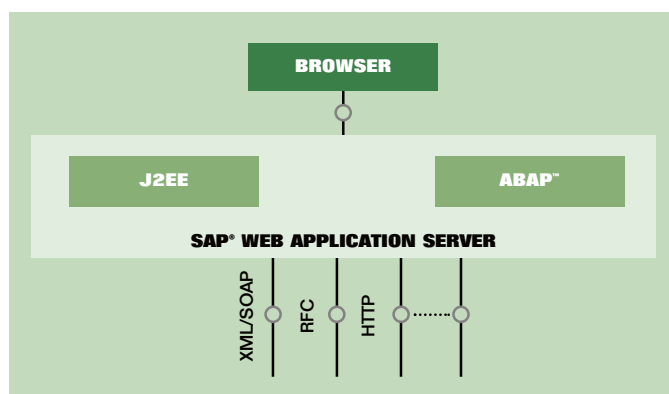 BROWSER
J2EE
ABAP™
SAP® WEB APPLICATION SERVER
XML/SOAP
RFC
HTTP